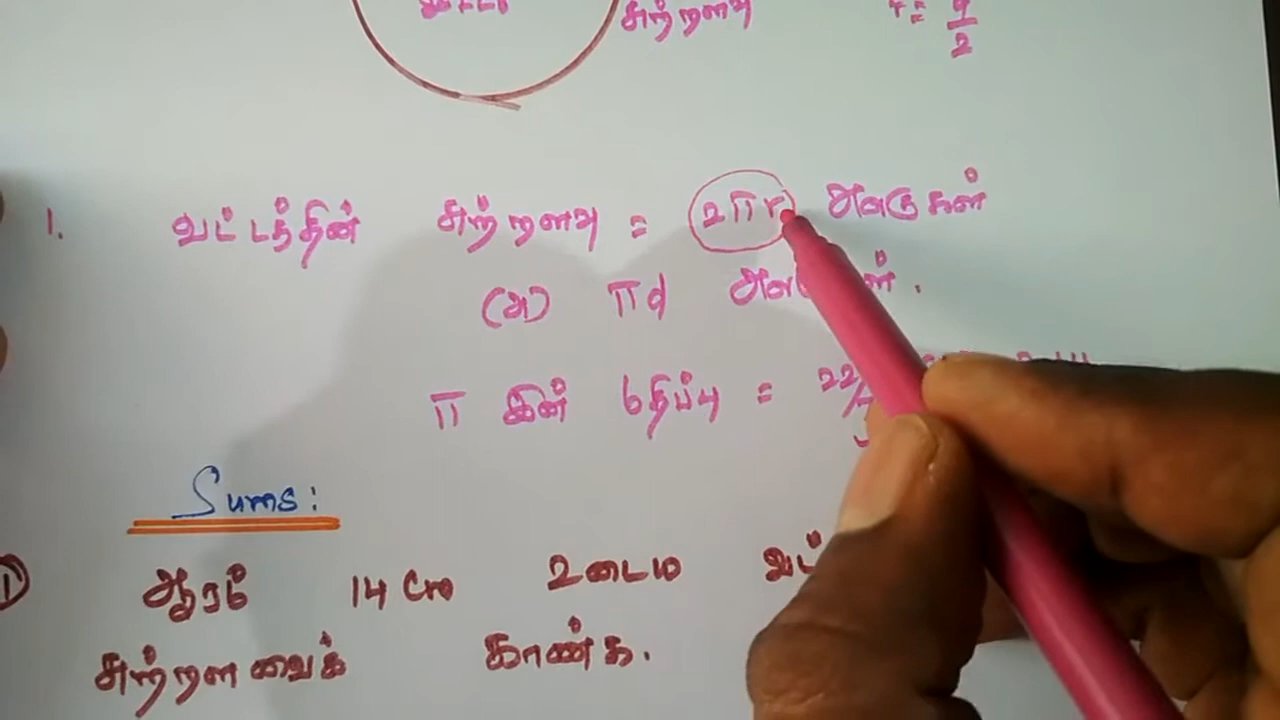 சுற்றளவு r = d/2
1. வட்டத்தின் சுற்றளவு = 2πr அலகுகள்
(அ) πd
π இன் மதிப்பு = 22/
Sums:
1 ஆரம் 14 cm உடைய
சுற்றளவைக் காண்க.